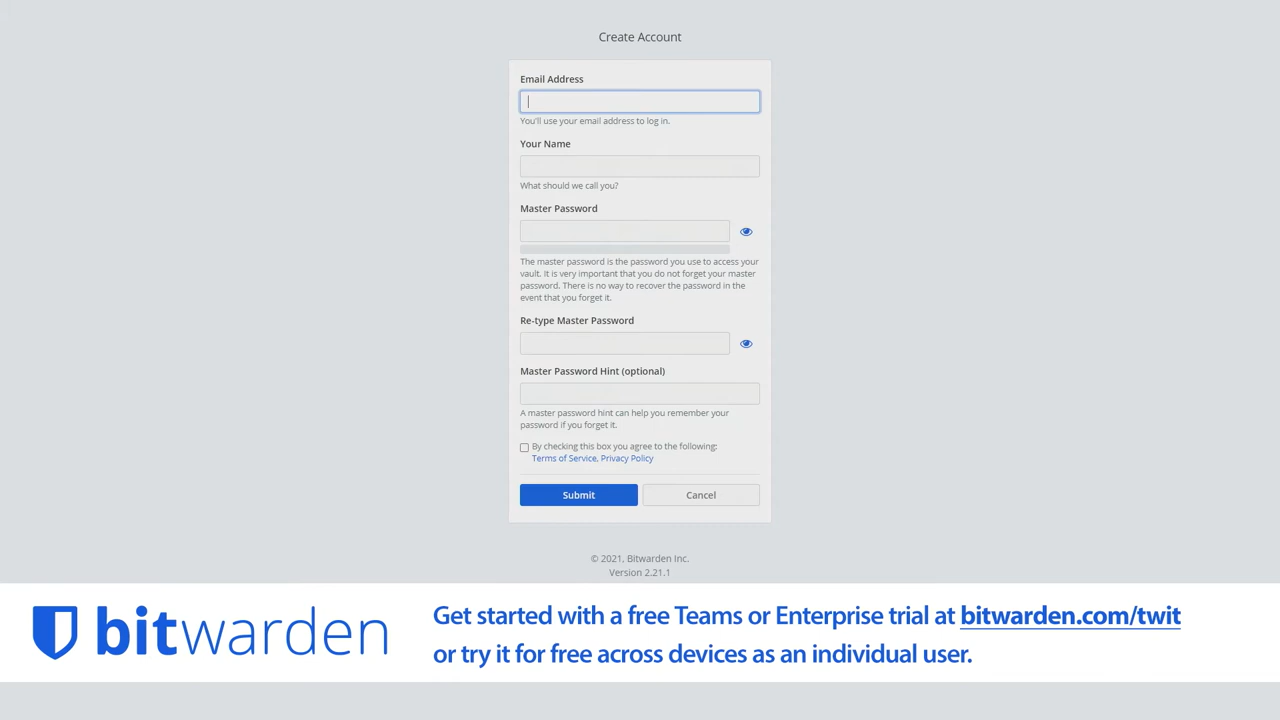 Create Account
Email Address
You'll use your email address to log in.
Your Name
What should we call you?
Master Password
The master password is the password you use to access your
vault. It is very important that you do not forget your master
password. There is no way to recover the password in the
event that you forget it.
Re-type Master Password
Master Password Hint (optional)
A master password hint can help you remember your
password if you forget it.
By checking this box you agree to the following:
Terms of Service, Privacy Policy
Submit Cancel
© 2021, Bitwarden Inc.
Version 2.21.1
bitwarden
Get started with a free Teams or Enterprise trial at bitwarden.com/twit
or try it for free across devices as an individual user.